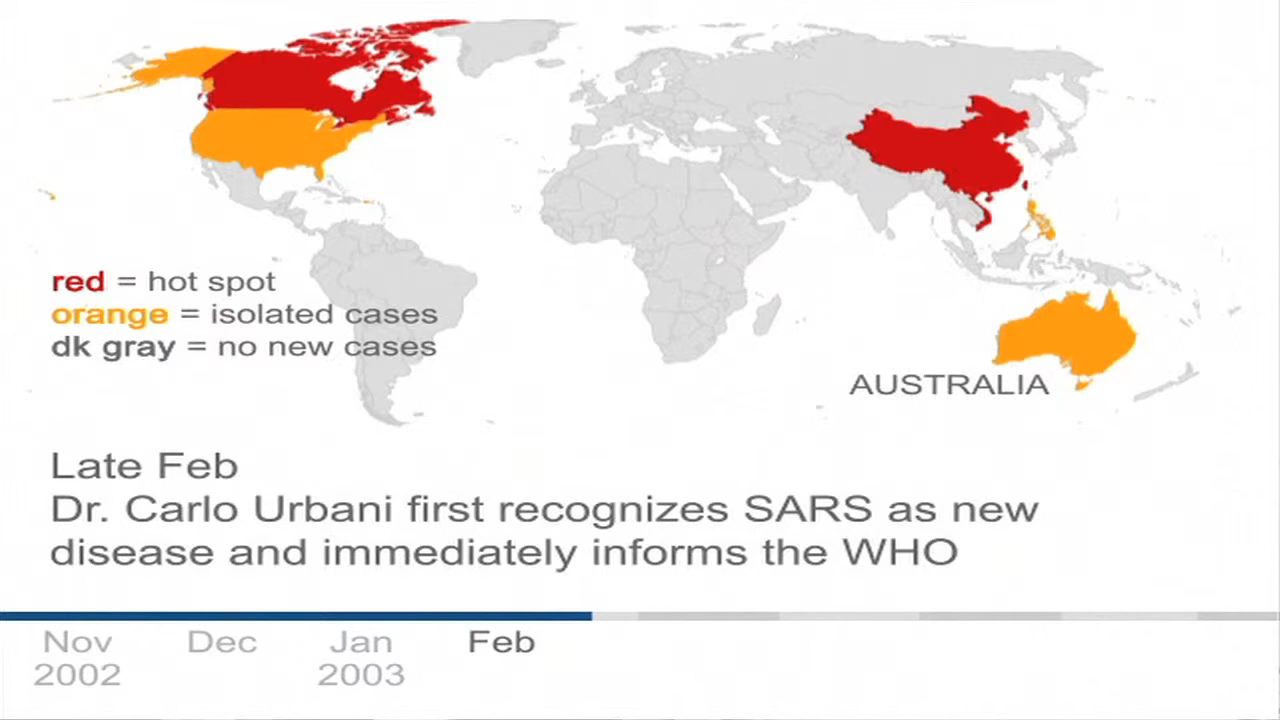 red = hot spot
orange = isolated cases
dk gray = no new cases
AUSTRALIA
Late Feb
Dr. Carlo Urbani first recognizes SARS as new
disease and immediately informs the WHO
Nov Dec Jan Feb
2002 2003